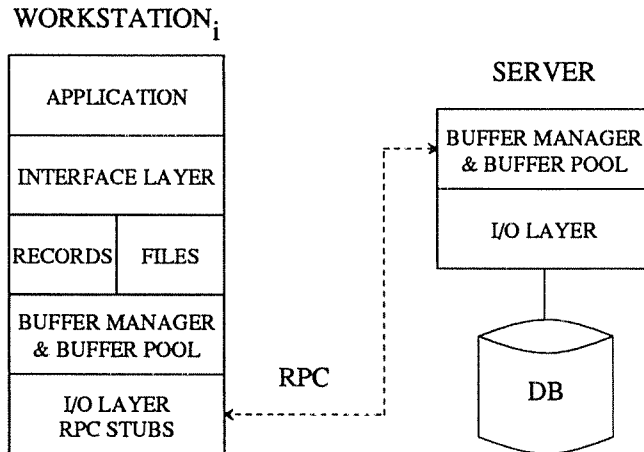 WORKSTATIONi
APPLICATION
INTERFACE LAYER
RECORDS
FILES
BUFFER MANAGER
& BUFFER POOL
I/O LAYER
RPC STUBS
RPC
SERVER
BUFFER MANAGER
& BUFFER POOL
I/O LAYER
DB